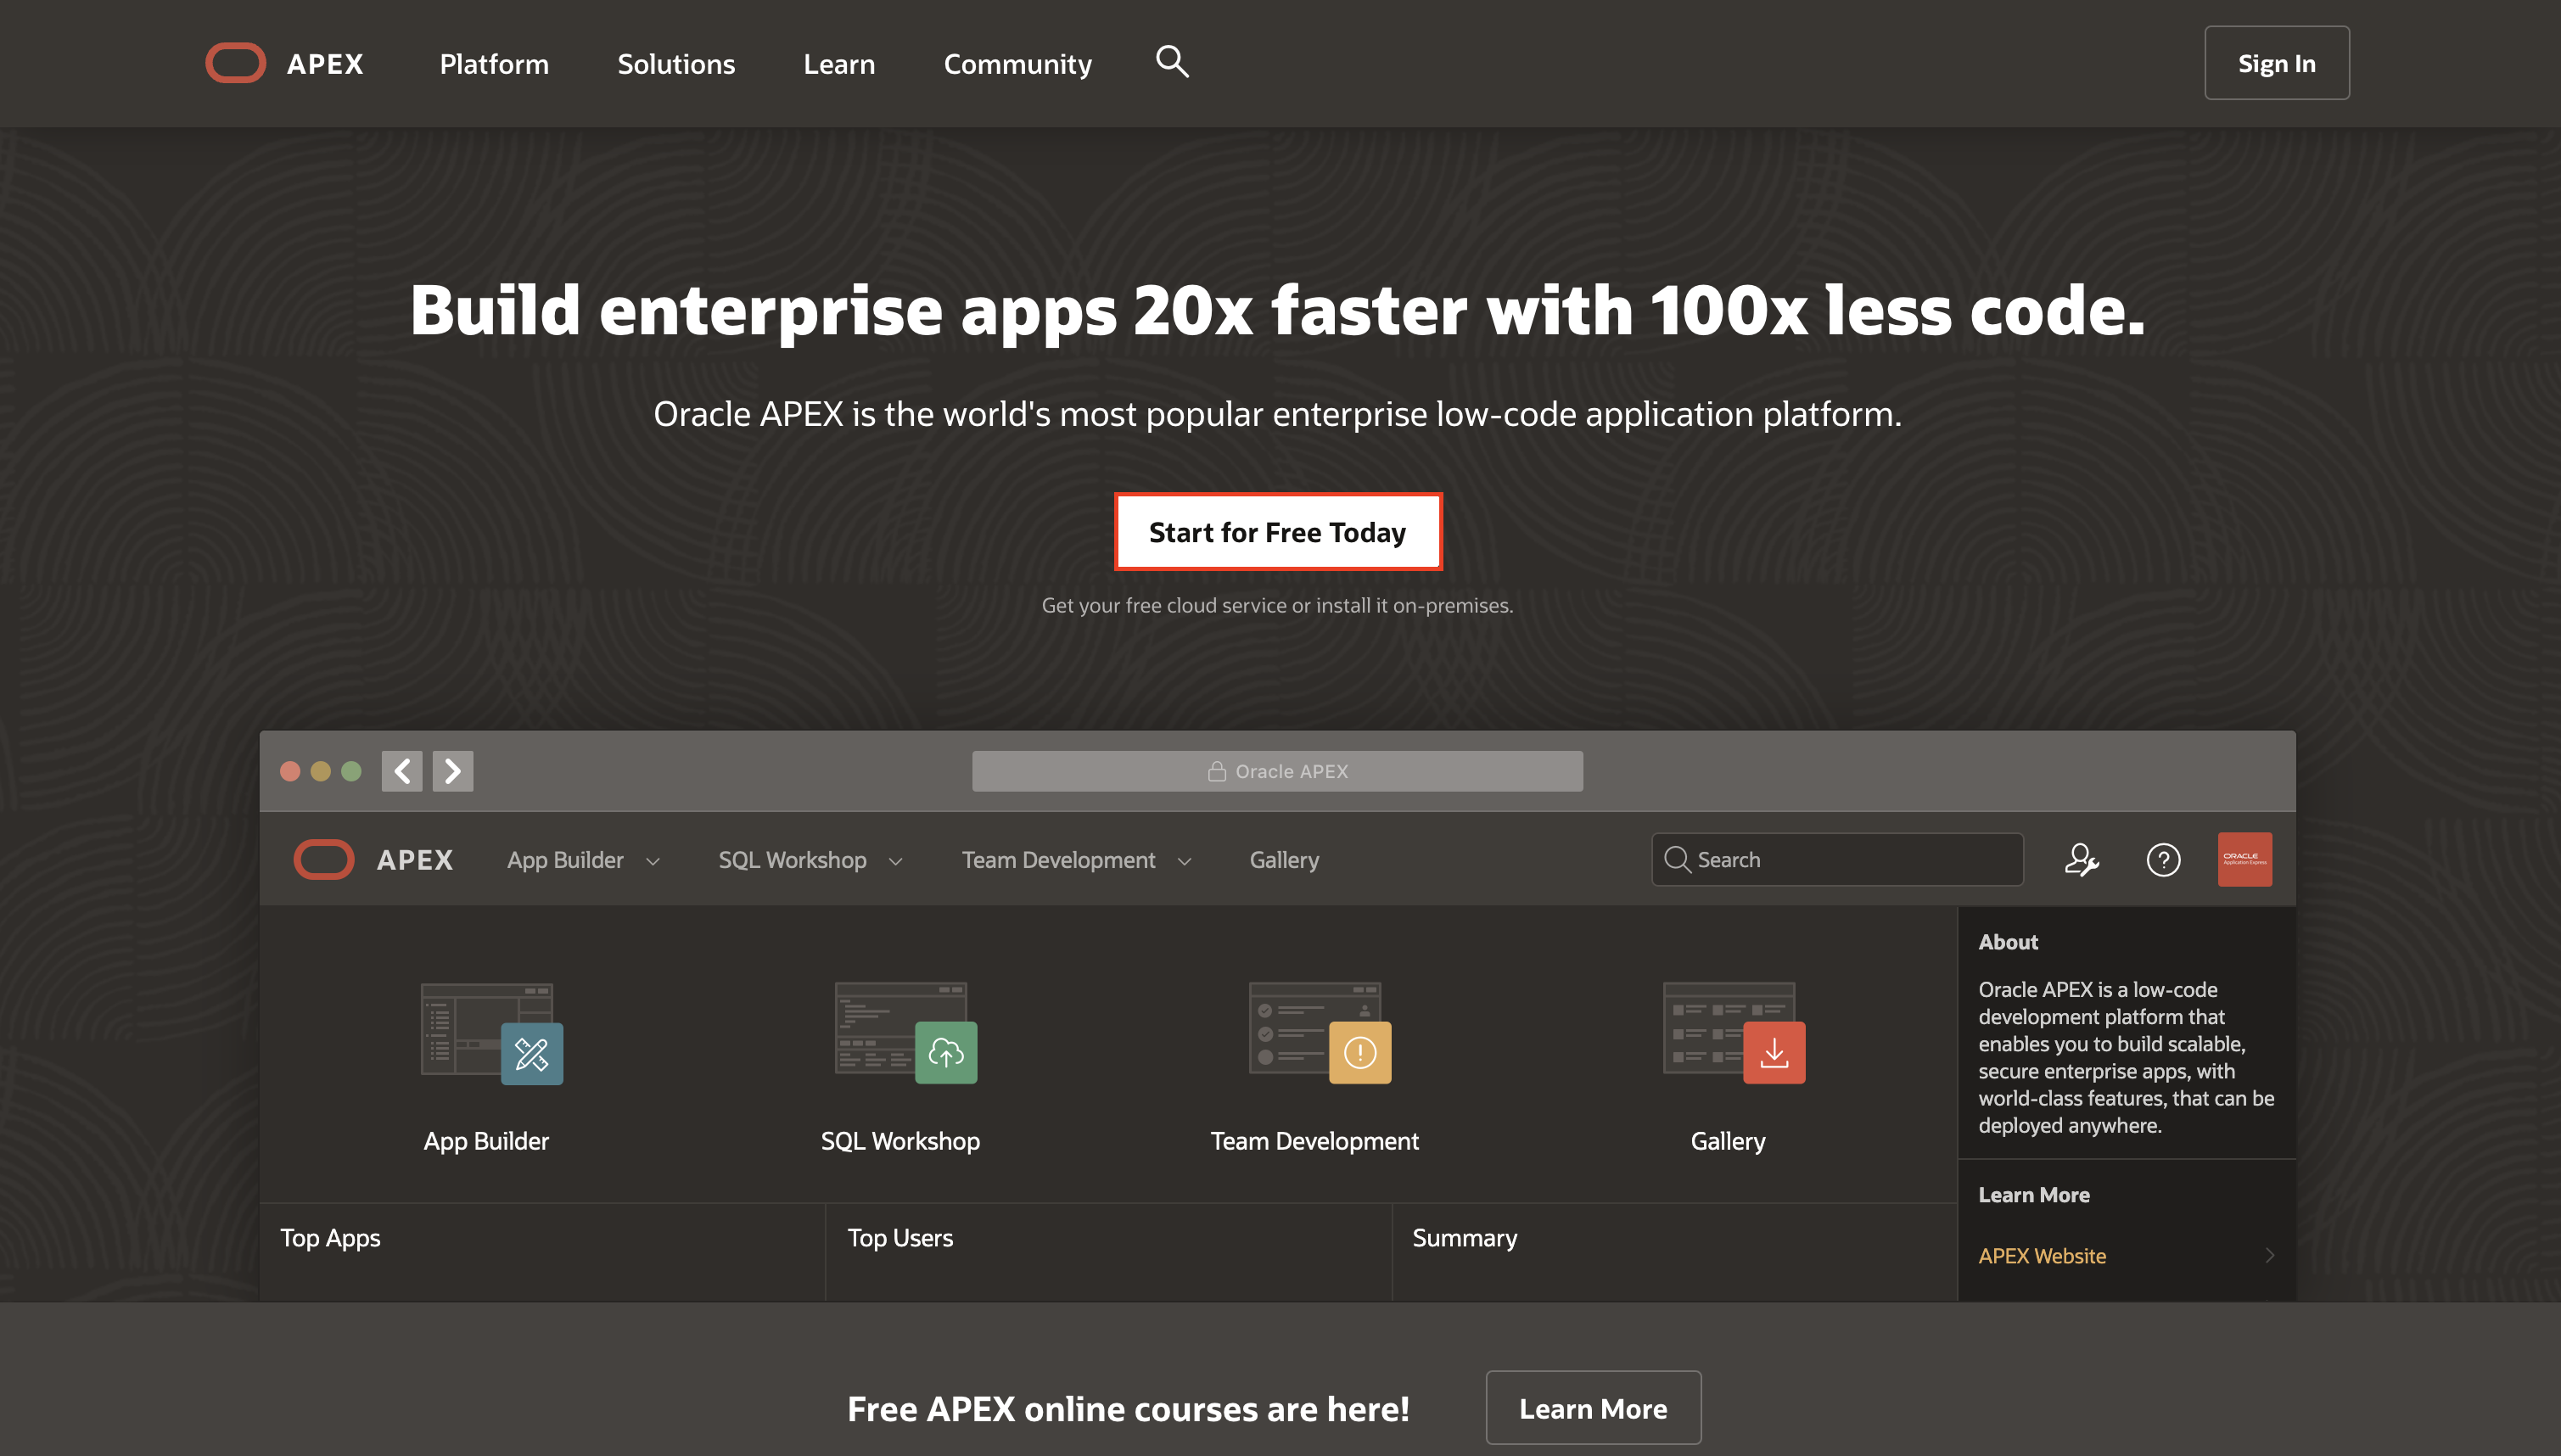 APEX Platform Solutions Learn Community Sign In
Build enterprise apps 20x faster with 100x less code.
Oracle APEX is the world's most popular enterprise low-code application platform.
Start for Free Today
Get your free cloud service or install it on-premises.
Oracle APEX
APEX App Builder SQL Workshop Team Development Gallery Search ? ORACLE
Application Express
App Builder SQL Workshop Team Development Gallery
About
Oracle APEX is a low-code
development platform that
enables you to build scalable,
secure enterprise apps, with
world-class features, that can be
deployed anywhere.
Learn More
APEX Website
Top Apps Top Users Summary
Free APEX online courses are here! Learn More